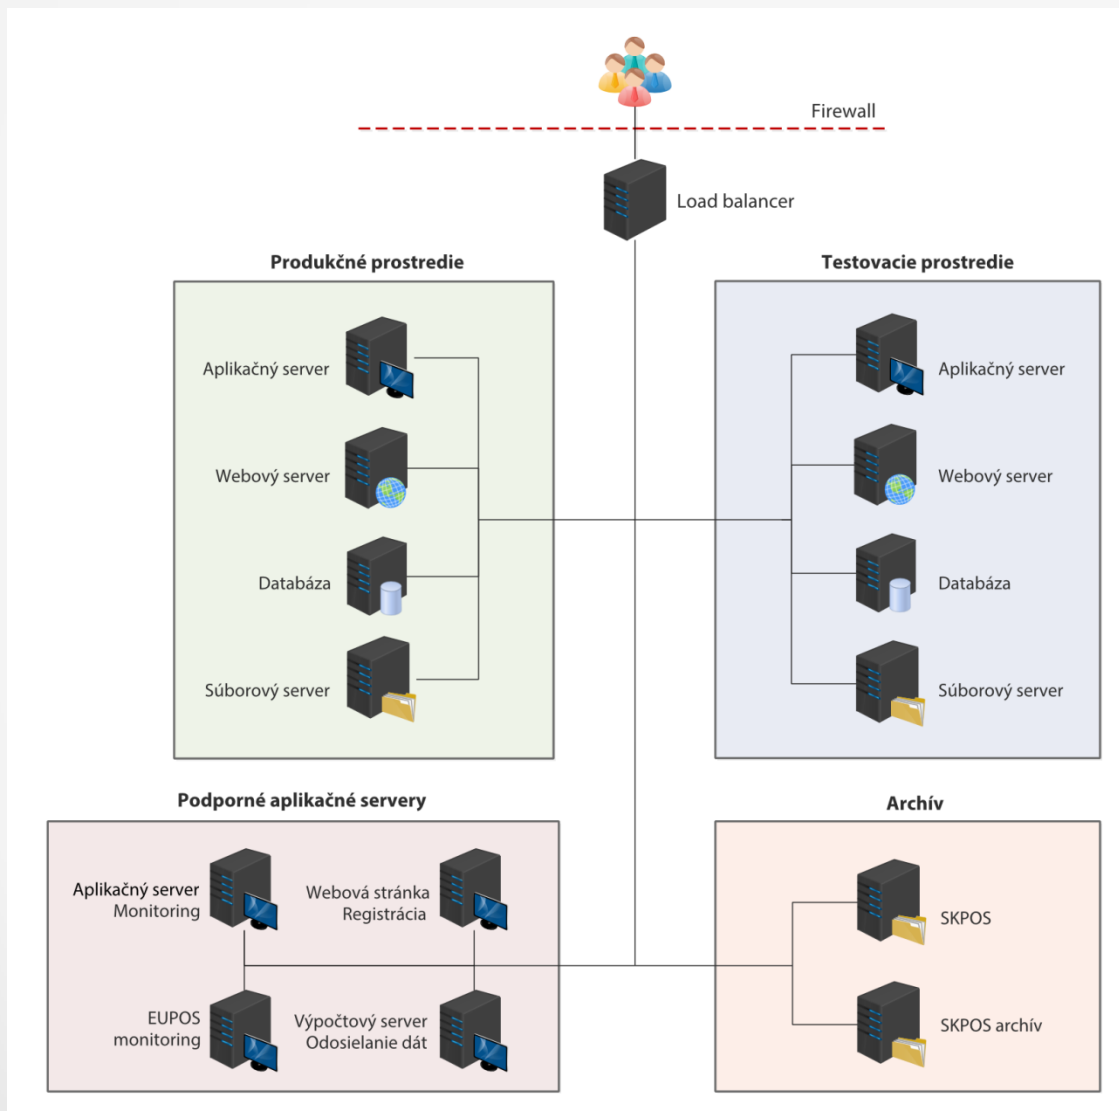 Firewall
Load balancer
Produkčné prostredie
Aplikačný server
Webový server
Databáza
Súborový server
Testovacie prostredie
Aplikačný server
Webový server
Databáza
Súborový server
Podporné aplikačné servery
Aplikačný server
Monitoring
Webová stránka
Registrácia
EUPOS
monitoring
Výpočtový server
Odosielanie dát
Archív
SKPOS
SKPOS archív